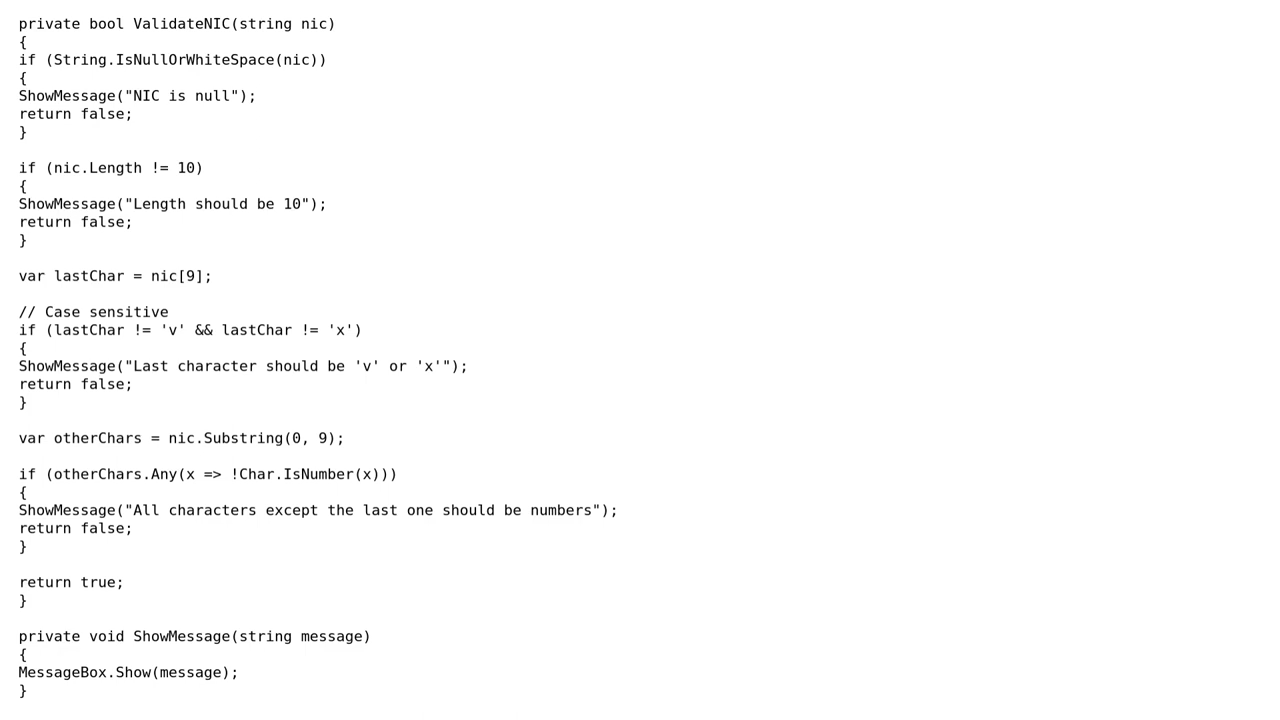 private bool ValidateNIC(string nic)
{
if (String.IsNullOrWhiteSpace(nic))
{
ShowMessage("NIC is null");
return false;
}

if (nic.Length != 10)
{
ShowMessage("Length should be 10");
return false;
}

var lastChar = nic[9];

// Case sensitive
if (lastChar != 'v' && lastChar != 'x')
{
ShowMessage("Last character should be 'v' or 'x'");
return false;
}

var otherChars = nic.Substring(0, 9);

if (otherChars.Any(x => !Char.IsNumber(x)))
{
ShowMessage("All characters except the last one should be numbers");
return false;
}

return true;
}

private void ShowMessage(string message)
{
MessageBox.Show(message);
}